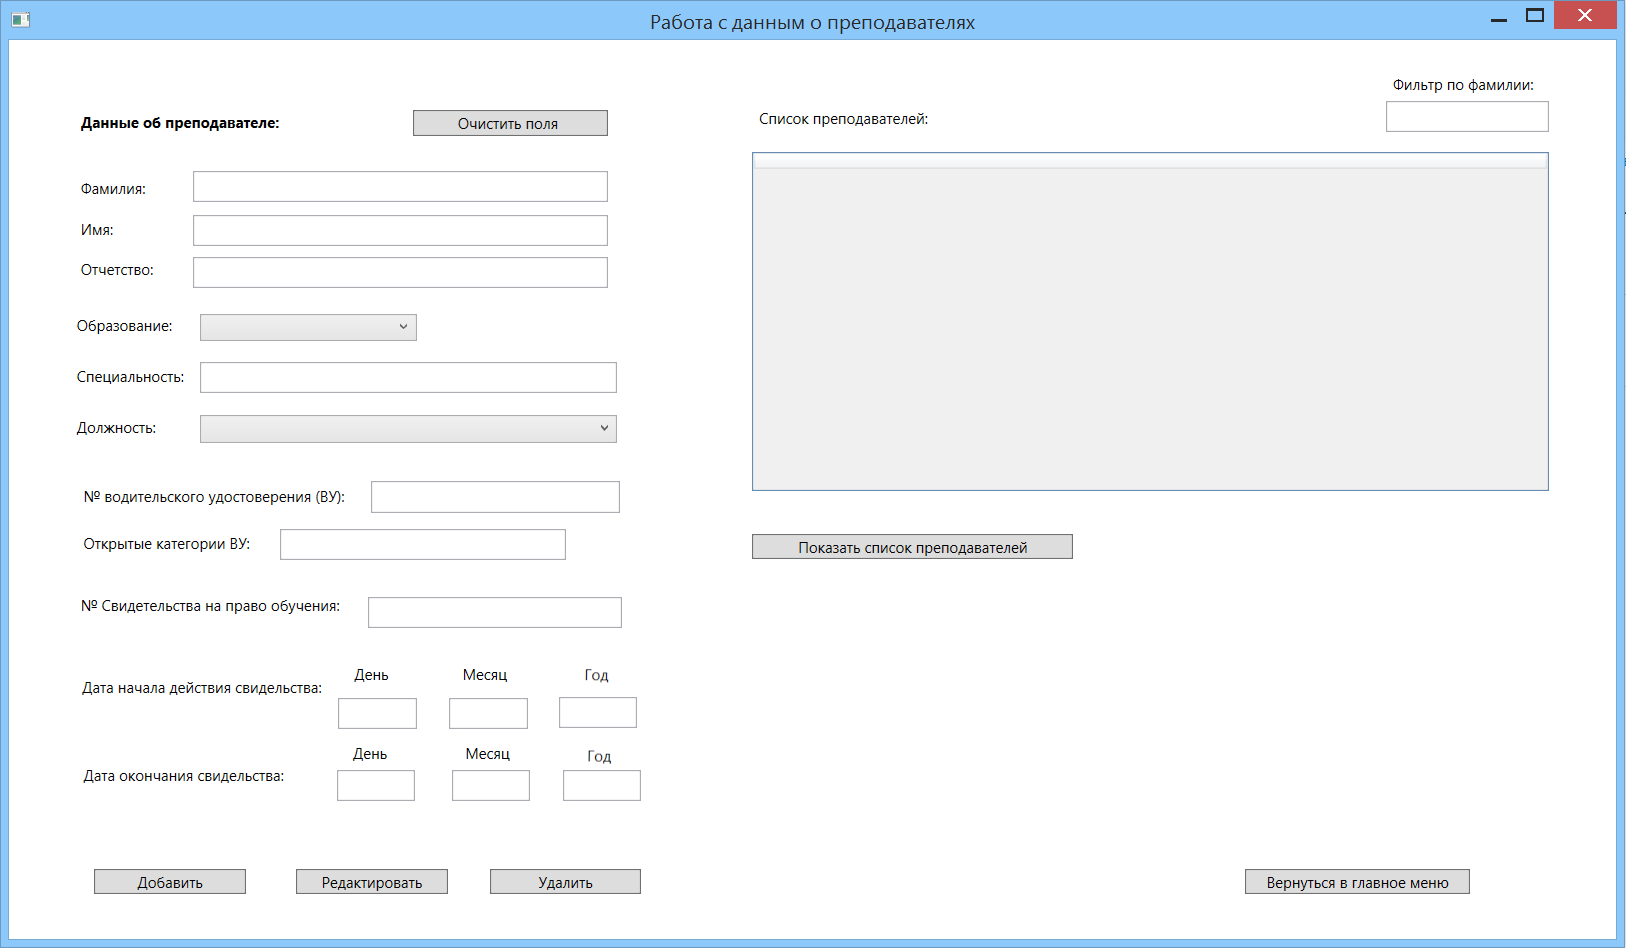 Работа с данным о преподавателях
Фильтр по фамилии:
Данные об преподавателе:
Очистить поля
Список преподавателей:
Фамилия:
Имя:
Отчетство:
Образование:
Специальность:
Должность:
№ водительского удостоверения (ВУ):
Открытые категории ВУ:
Показать список преподавателей
№ Свидетельства на право обучения:
День Месяц Год
Дата начала действия свидельства:
День Месяц Год
Дата окончания свидельства:
Добавить
Редактировать
Удалить
Вернуться в главное меню